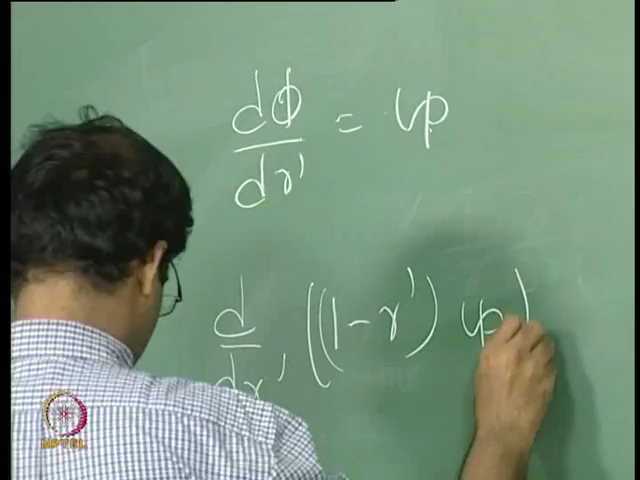 dφ/dr' = ψ
d/dr' ((1-r') ψ)
NPTEL